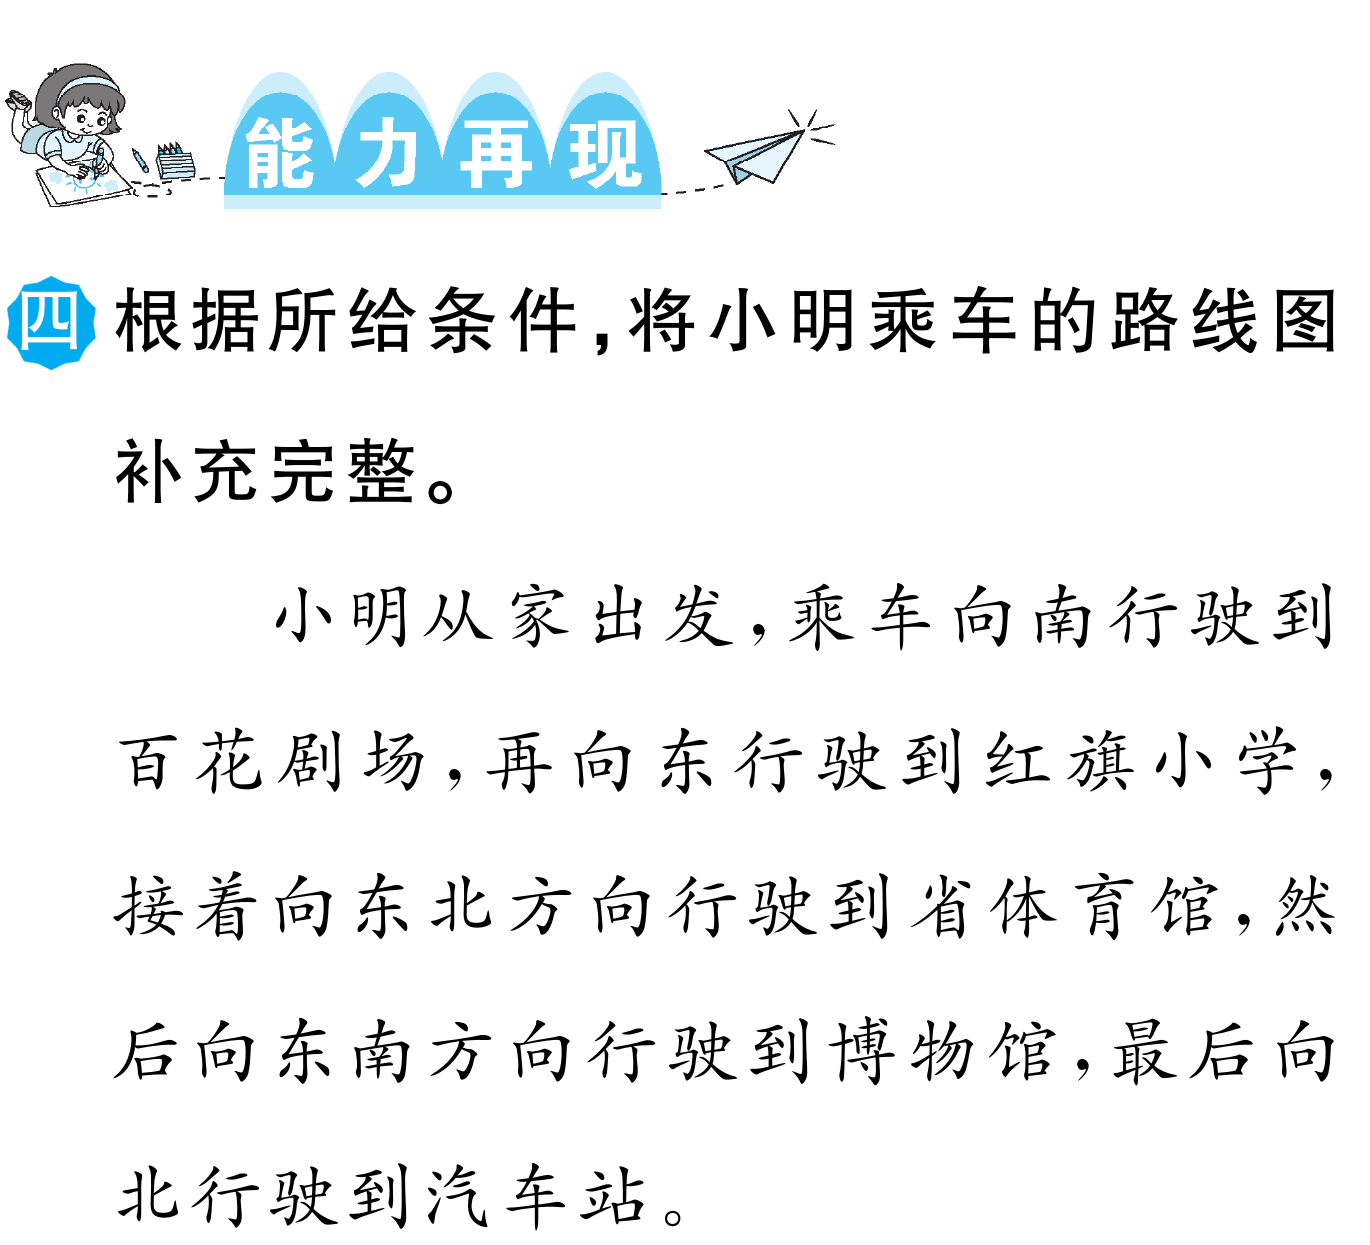 能力再现
四 根据所给条件，将小明乘车的路线图
补充完整。
小明从家出发，乘车向南行驶到
百花剧场，再向东行驶到红旗小学，
接着向东北方向行驶到省体育馆，然
后向东南方向行驶到博物馆，最后向
北行驶到汽车站。